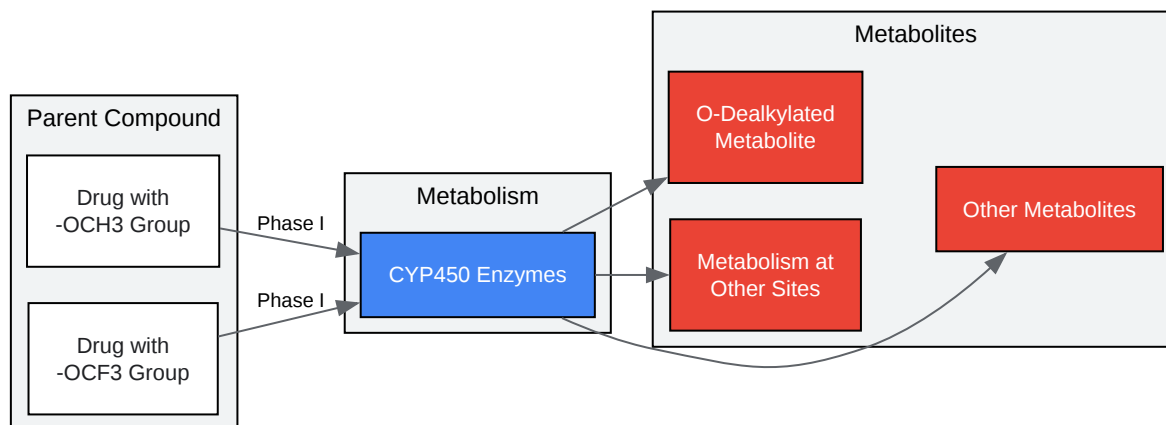 Parent Compound
Drug with
-OCH3 Group
Drug with
-OCF3 Group
Phase I
Phase I
Metabolism
CYP450 Enzymes
Metabolites
O-Dealkylated
Metabolite
Metabolism at
Other Sites
Other Metabolites